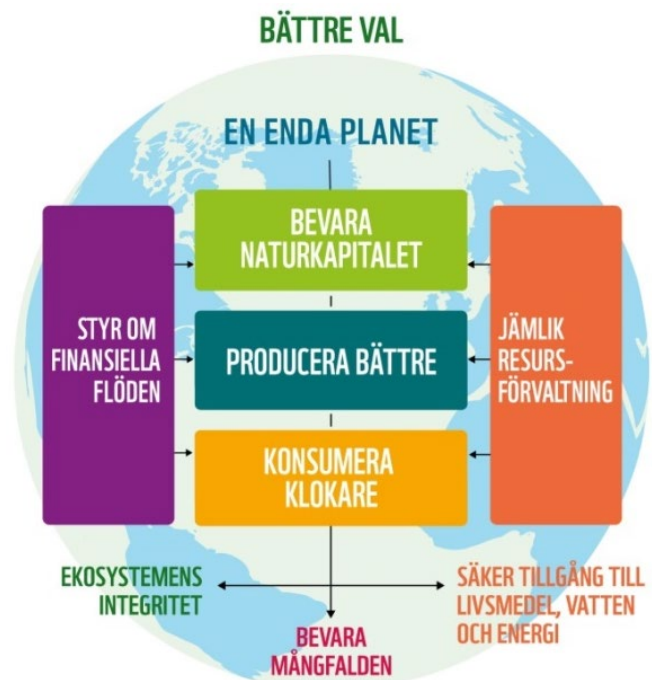 BÄTTRE VAL
EN ENDA PLANET
BEVARA
NATURKAPITALET
STYR OM
FINANSIELLA
FLÖDEN
PRODUCERA BÄTTRE
JÄMLIK
RESURS-
FÖRVALTNING
KONSUMERA
KLOKARE
EKOSYSTEMENS
INTEGRITET
BEVARA
MÅNGFALDEN
SÄKER TILLGÅNG TILL
LIVSMEDEL, VATTEN
OCH ENERGI